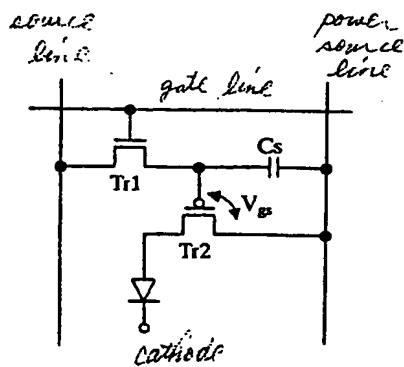 source
line
power
source
line
gate line
Cs
Tr1
Vgs
Tr2
cathode